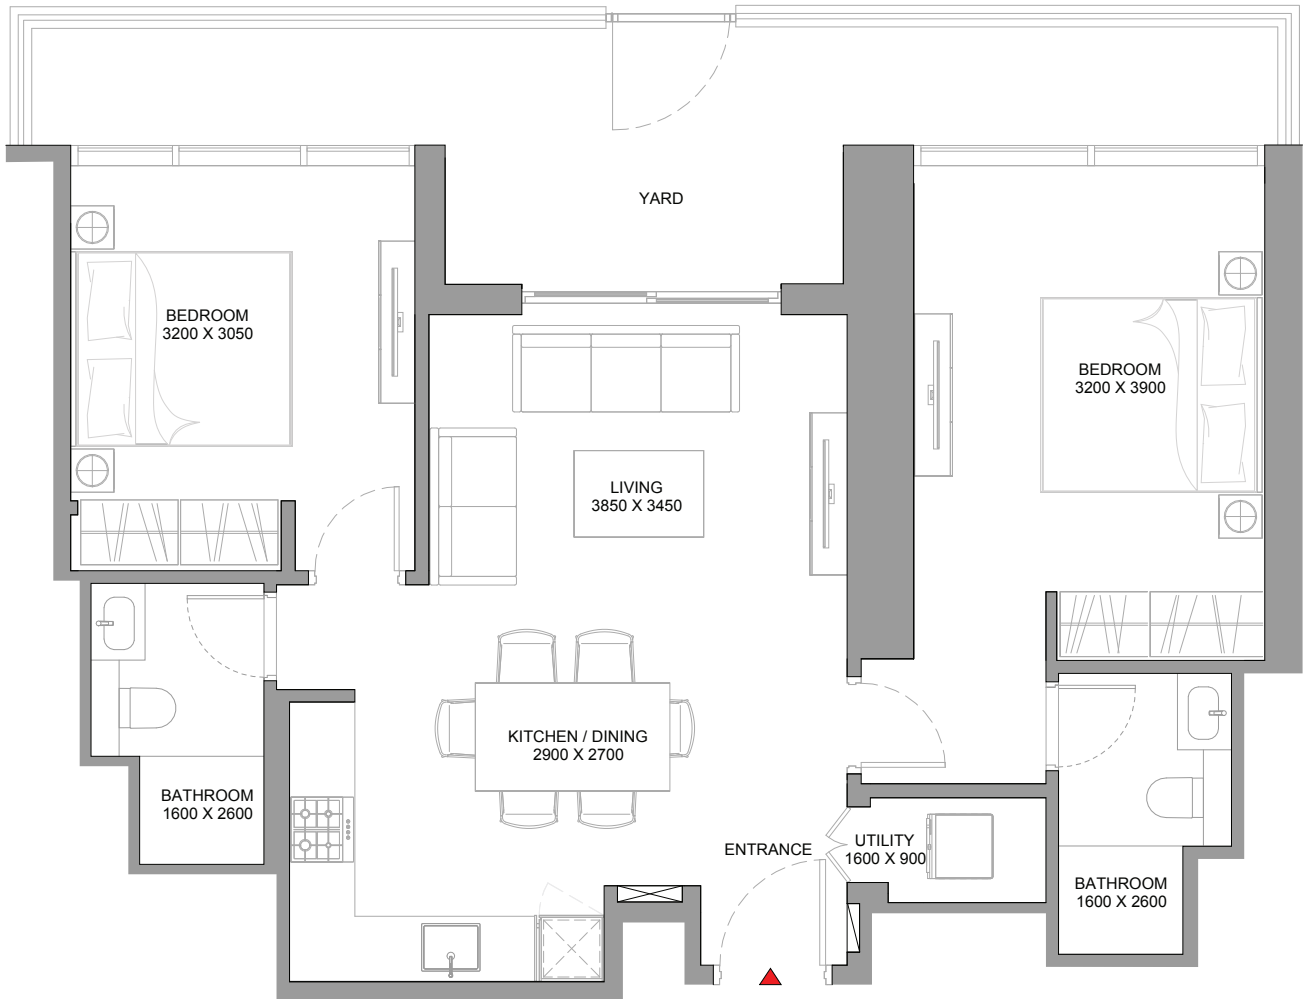 YARD
BEDROOM
3200 X 3050
BEDROOM
3200 X 3900
LIVING
3850 X 3450
KITCHEN / DINING
2900 X 2700
BATHROOM
1600 X 2600
ENTRANCE
UTILITY
1600 X 900
BATHROOM
1600 X 2600